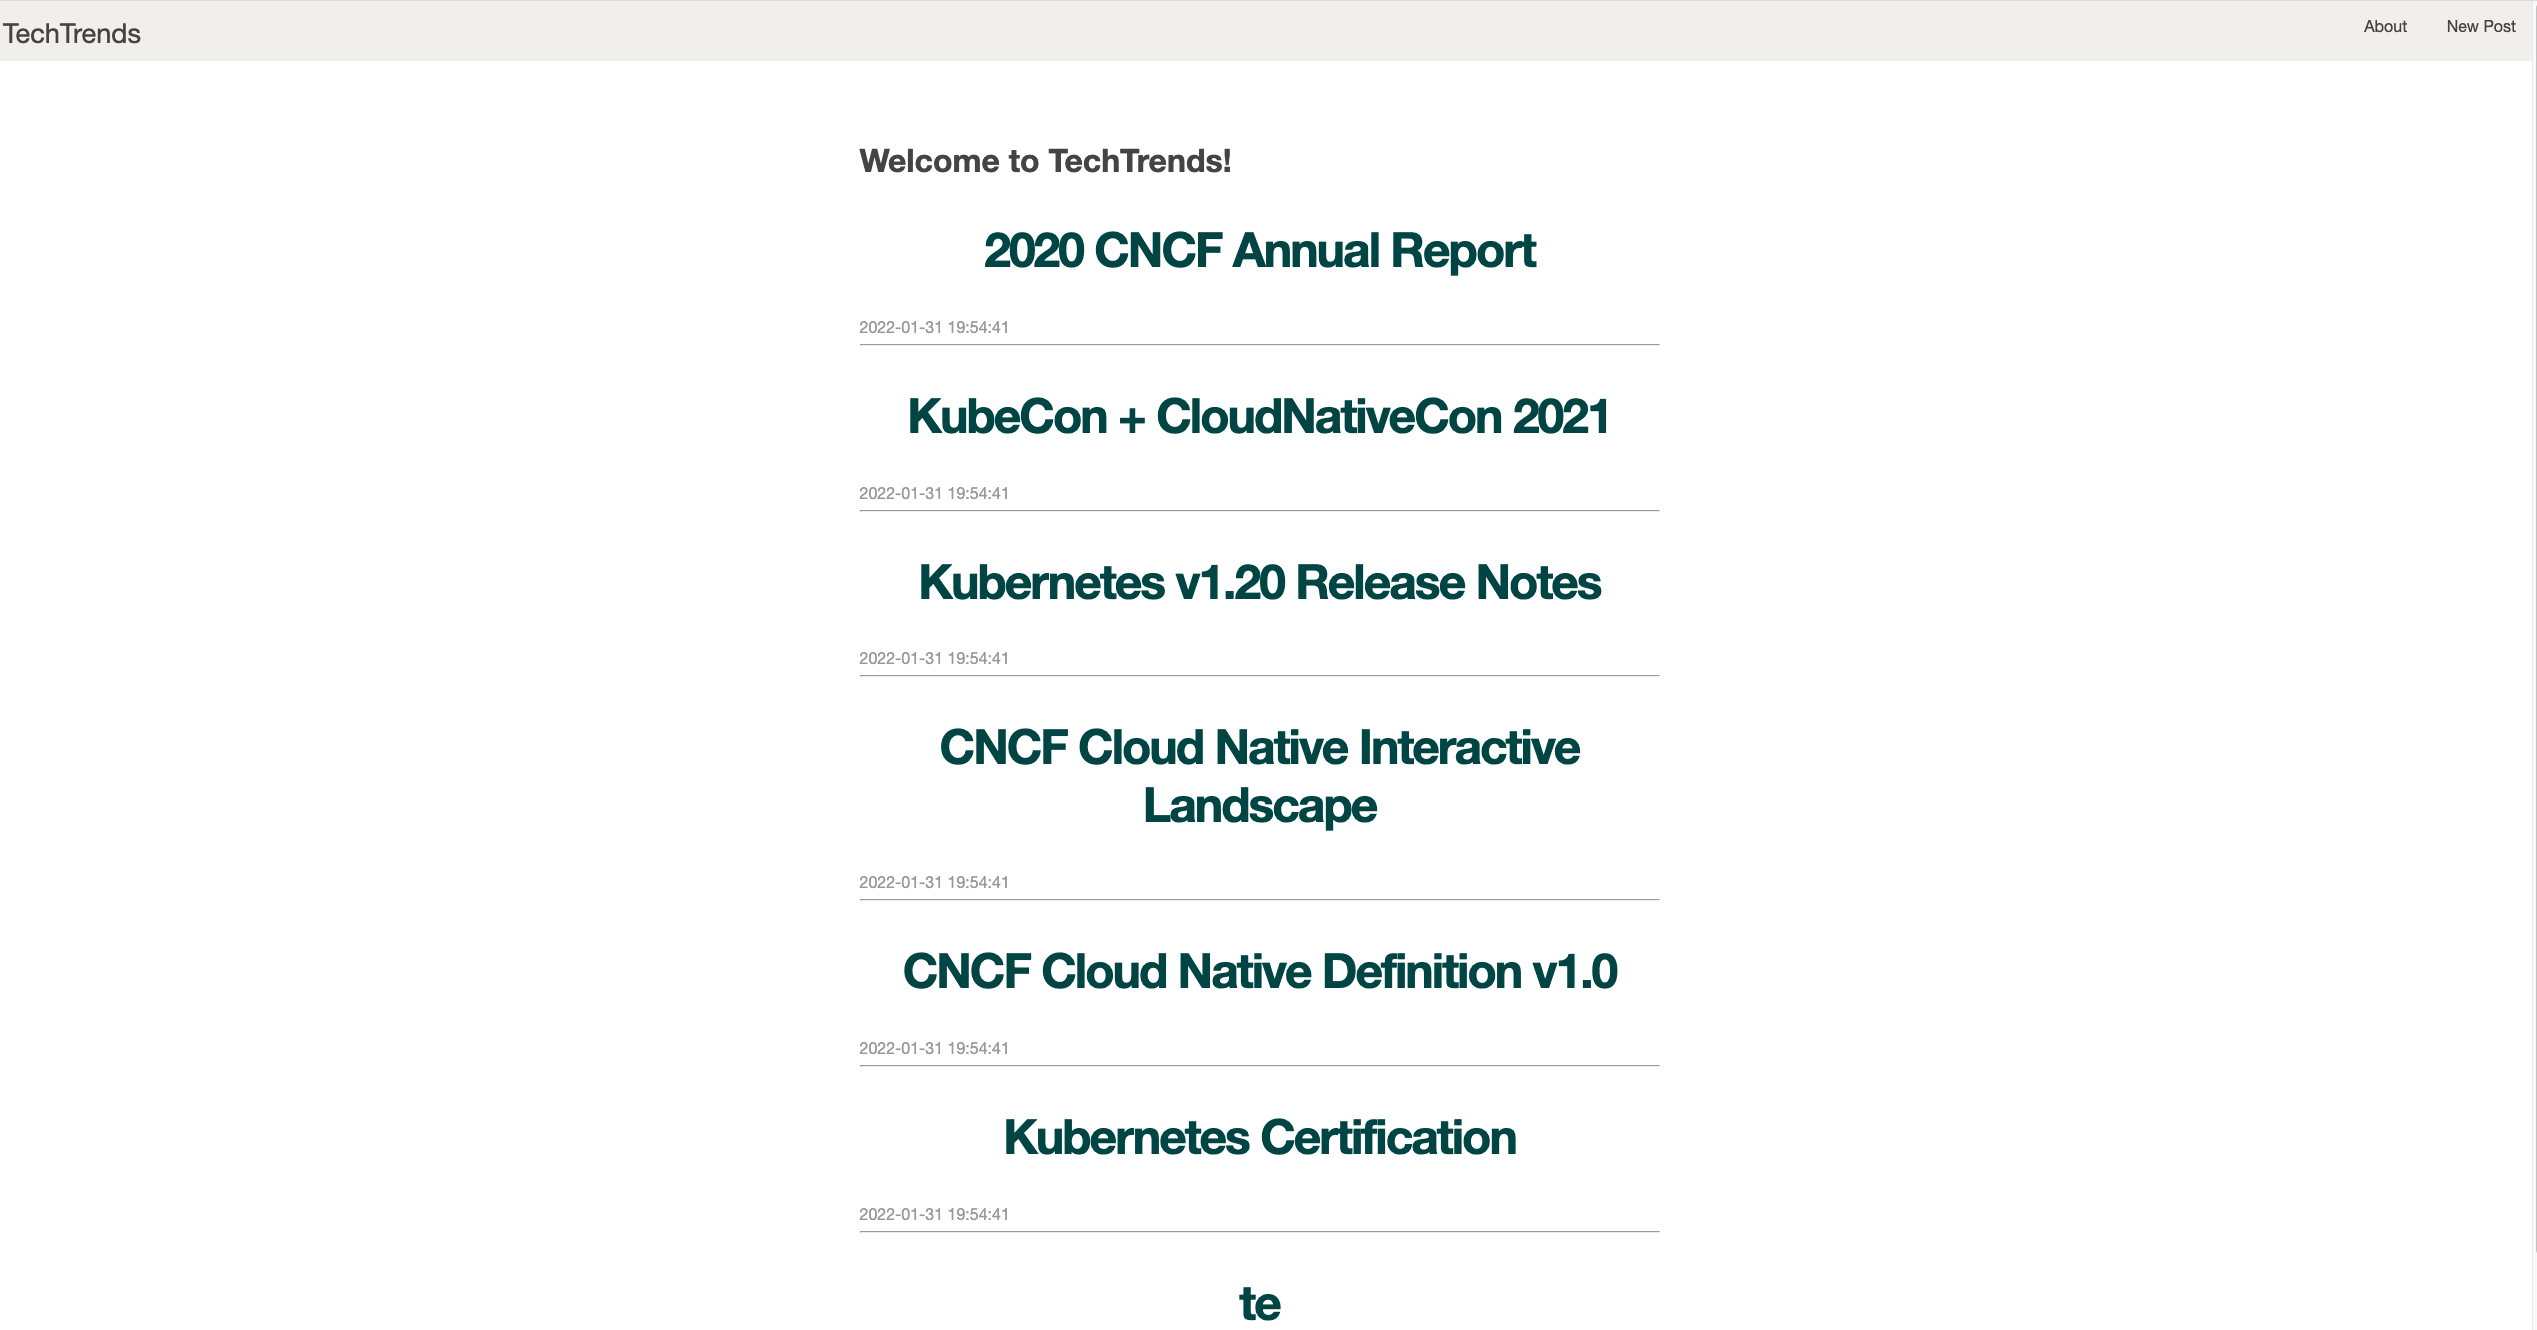 TechTrends
About
New Post
Welcome to TechTrends!
2020 CNCF Annual Report
2022-01-31 19:54:41
KubeCon + CloudNativeCon 2021
2022-01-31 19:54:41
Kubernetes v1.20 Release Notes
2022-01-31 19:54:41
CNCF Cloud Native Interactive
Landscape
2022-01-31 19:54:41
CNCF Cloud Native Definition v1.0
2022-01-31 19:54:41
Kubernetes Certification
2022-01-31 19:54:41
te